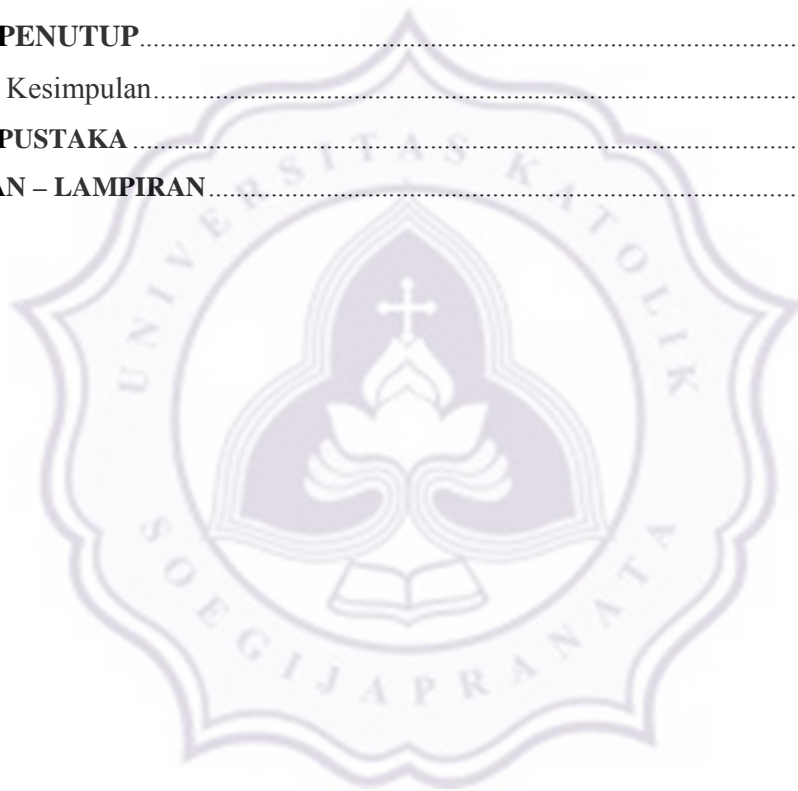 PENUTUP
Kesimpulan
PUSTAKA
AN – LAMPIRAN
UNIVERSITAS KATOLIK
SOEGIJAPRANATA